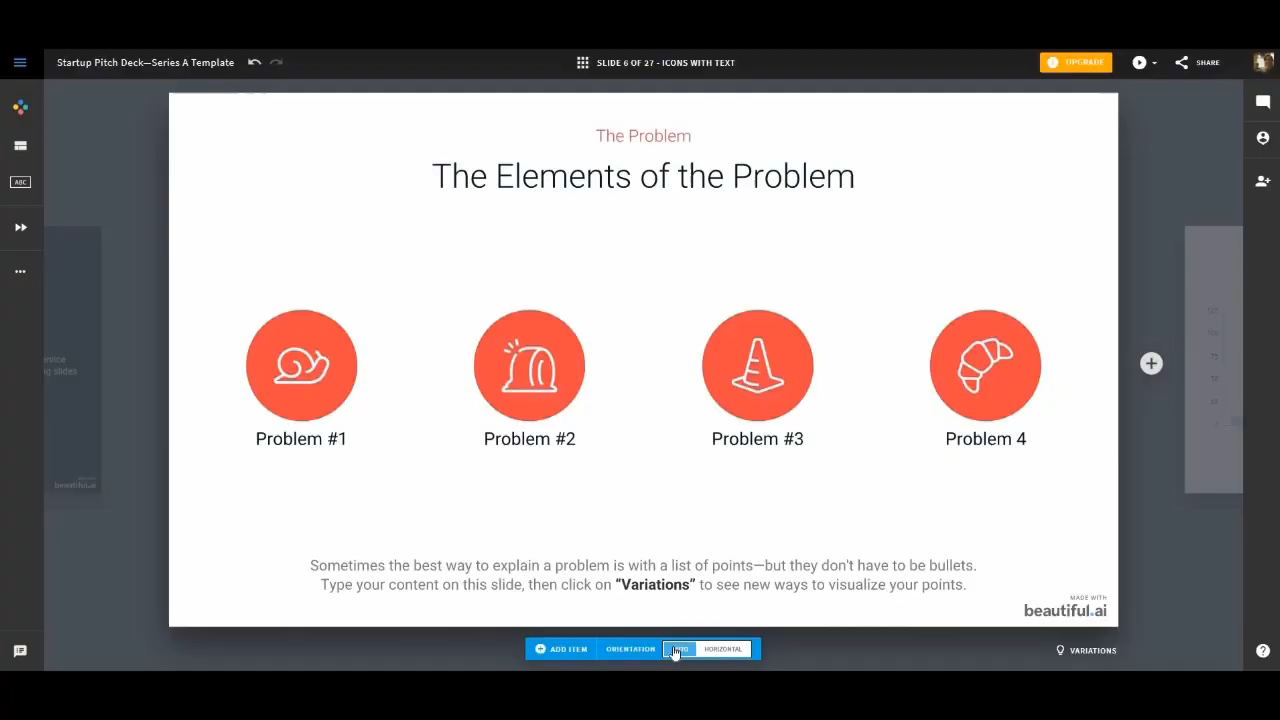 Startup Pitch Deck—Series A Template
SLIDE 6 OF 27 - ICONS WITH TEXT
UPGRADE
SHARE
ABC
The Problem
The Elements of the Problem
Problem #1
Problem #2
Problem #3
Problem 4
Sometimes the best way to explain a problem is with a list of points—but they don't have to be bullets.
Type your content on this slide, then click on “Variations” to see new ways to visualize your points.
MADE WITH
beautiful.ai
beautiful.ai
ADD ITEM
ORIENTATION
HORIZONTAL
VARIATIONS